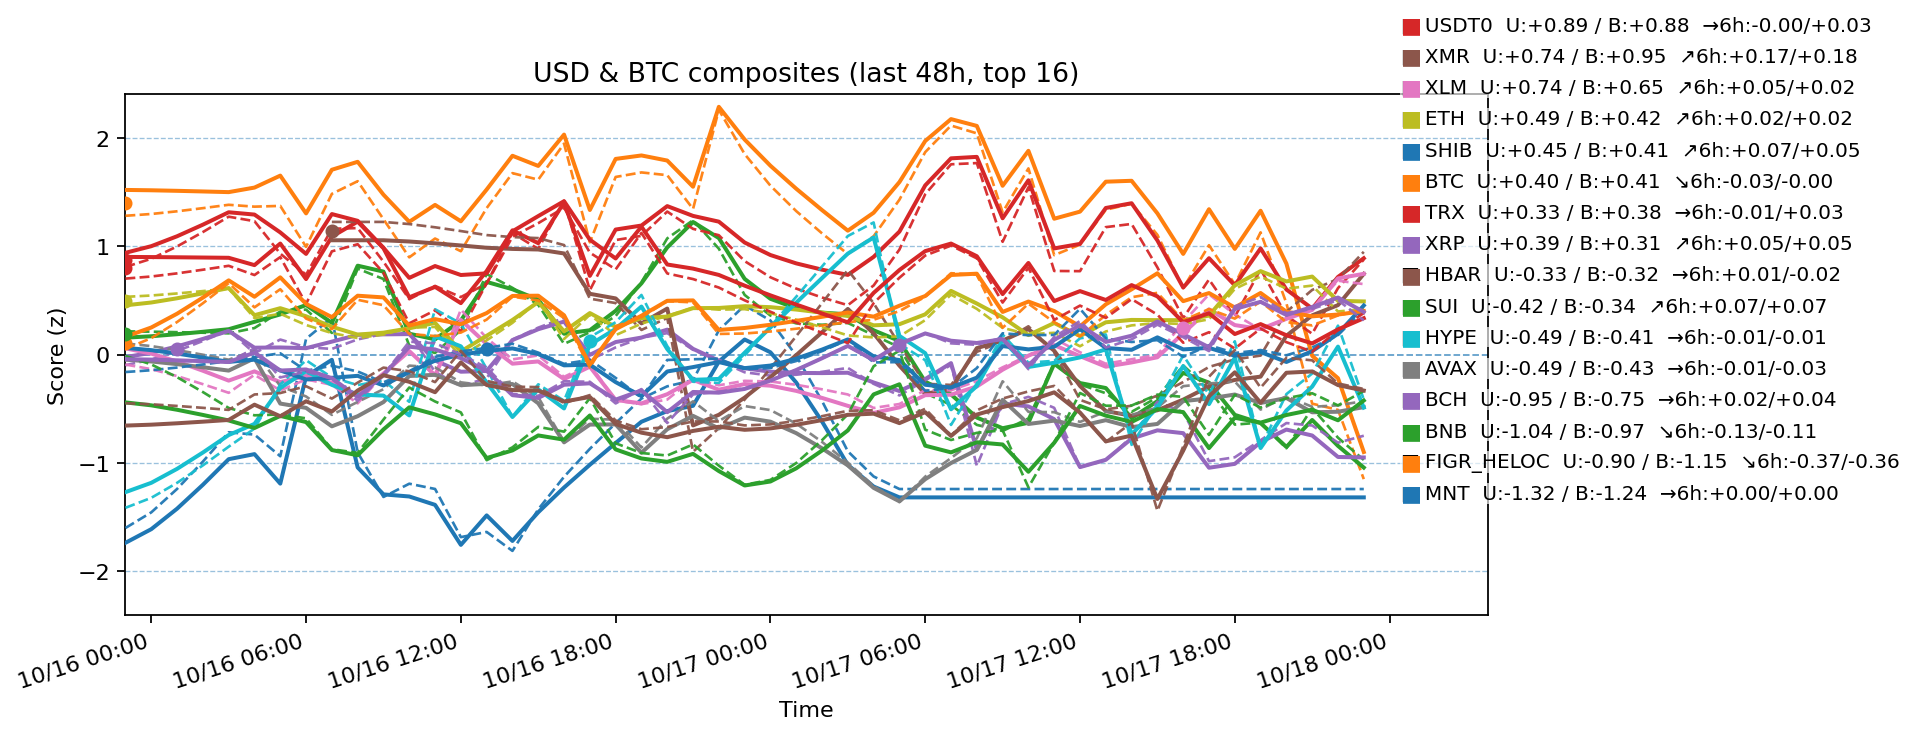 USD & BTC composites (last 48h, top 16)
USDT0 U:+0.89 / B:+0.88 →6h:-0.00/+0.03
XMR U:+0.74 / B:+0.95 ↗6h:+0.17/+0.18
XLM U:+0.74 / B:+0.65 ↗6h:+0.05/+0.02
ETH U:+0.49 / B:+0.42 ↗6h:+0.02/+0.02
SHIB U:+0.45 / B:+0.41 ↗6h:+0.07/+0.05
BTC U:+0.40 / B:+0.41 ↘6h:-0.03/-0.00
TRX U:+0.33 / B:+0.38 →6h:-0.01/+0.03
XRP U:+0.39 / B:+0.31 ↗6h:+0.05/+0.05
HBAR U:-0.33 / B:-0.32 →6h:+0.01/-0.02
SUI U:-0.42 / B:-0.34 ↗6h:+0.07/+0.07
HYPE U:-0.49 / B:-0.41 →6h:-0.01/-0.01
AVAX U:-0.49 / B:-0.43 →6h:-0.01/-0.03
BCH U:-0.95 / B:-0.75 →6h:+0.02/+0.04
BNB U:-1.04 / B:-0.97 ↘6h:-0.13/-0.11
FIGR_HELOC U:-0.90 / B:-1.15 ↘6h:-0.37/-0.36
MNT U:-1.32 / B:-1.24 →6h:+0.00/+0.00
Score (z)
2
1
0
−1
−2
10/16 00:00
10/16 06:00
10/16 12:00
10/16 18:00
10/17 00:00
10/17 06:00
10/17 12:00
10/17 18:00
10/18 00:00
Time